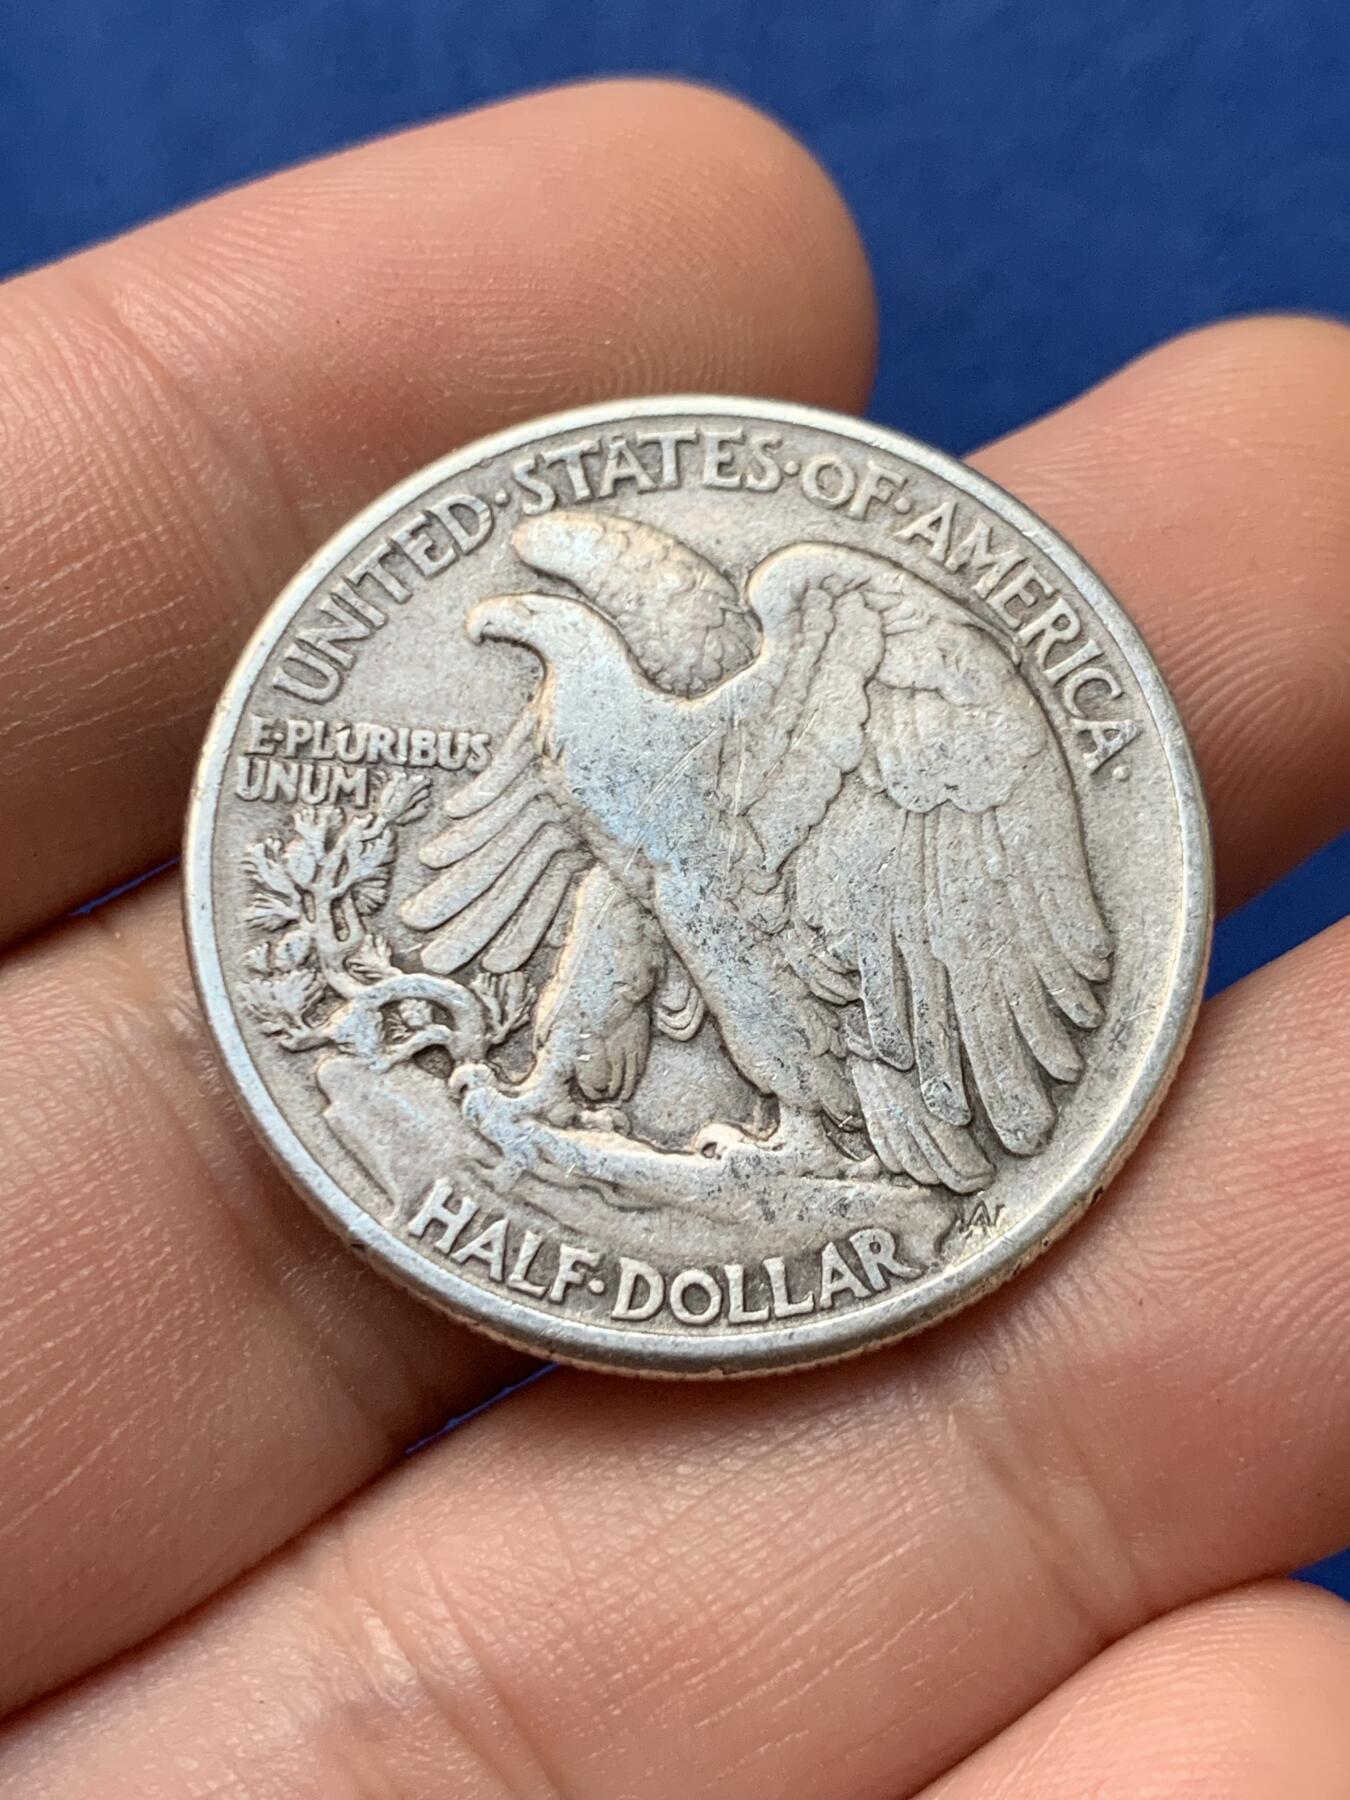 UNITED·STATES·OF·AMERICA·
E·PLURIBUS
UNUM
HALF·DOLLAR
AW